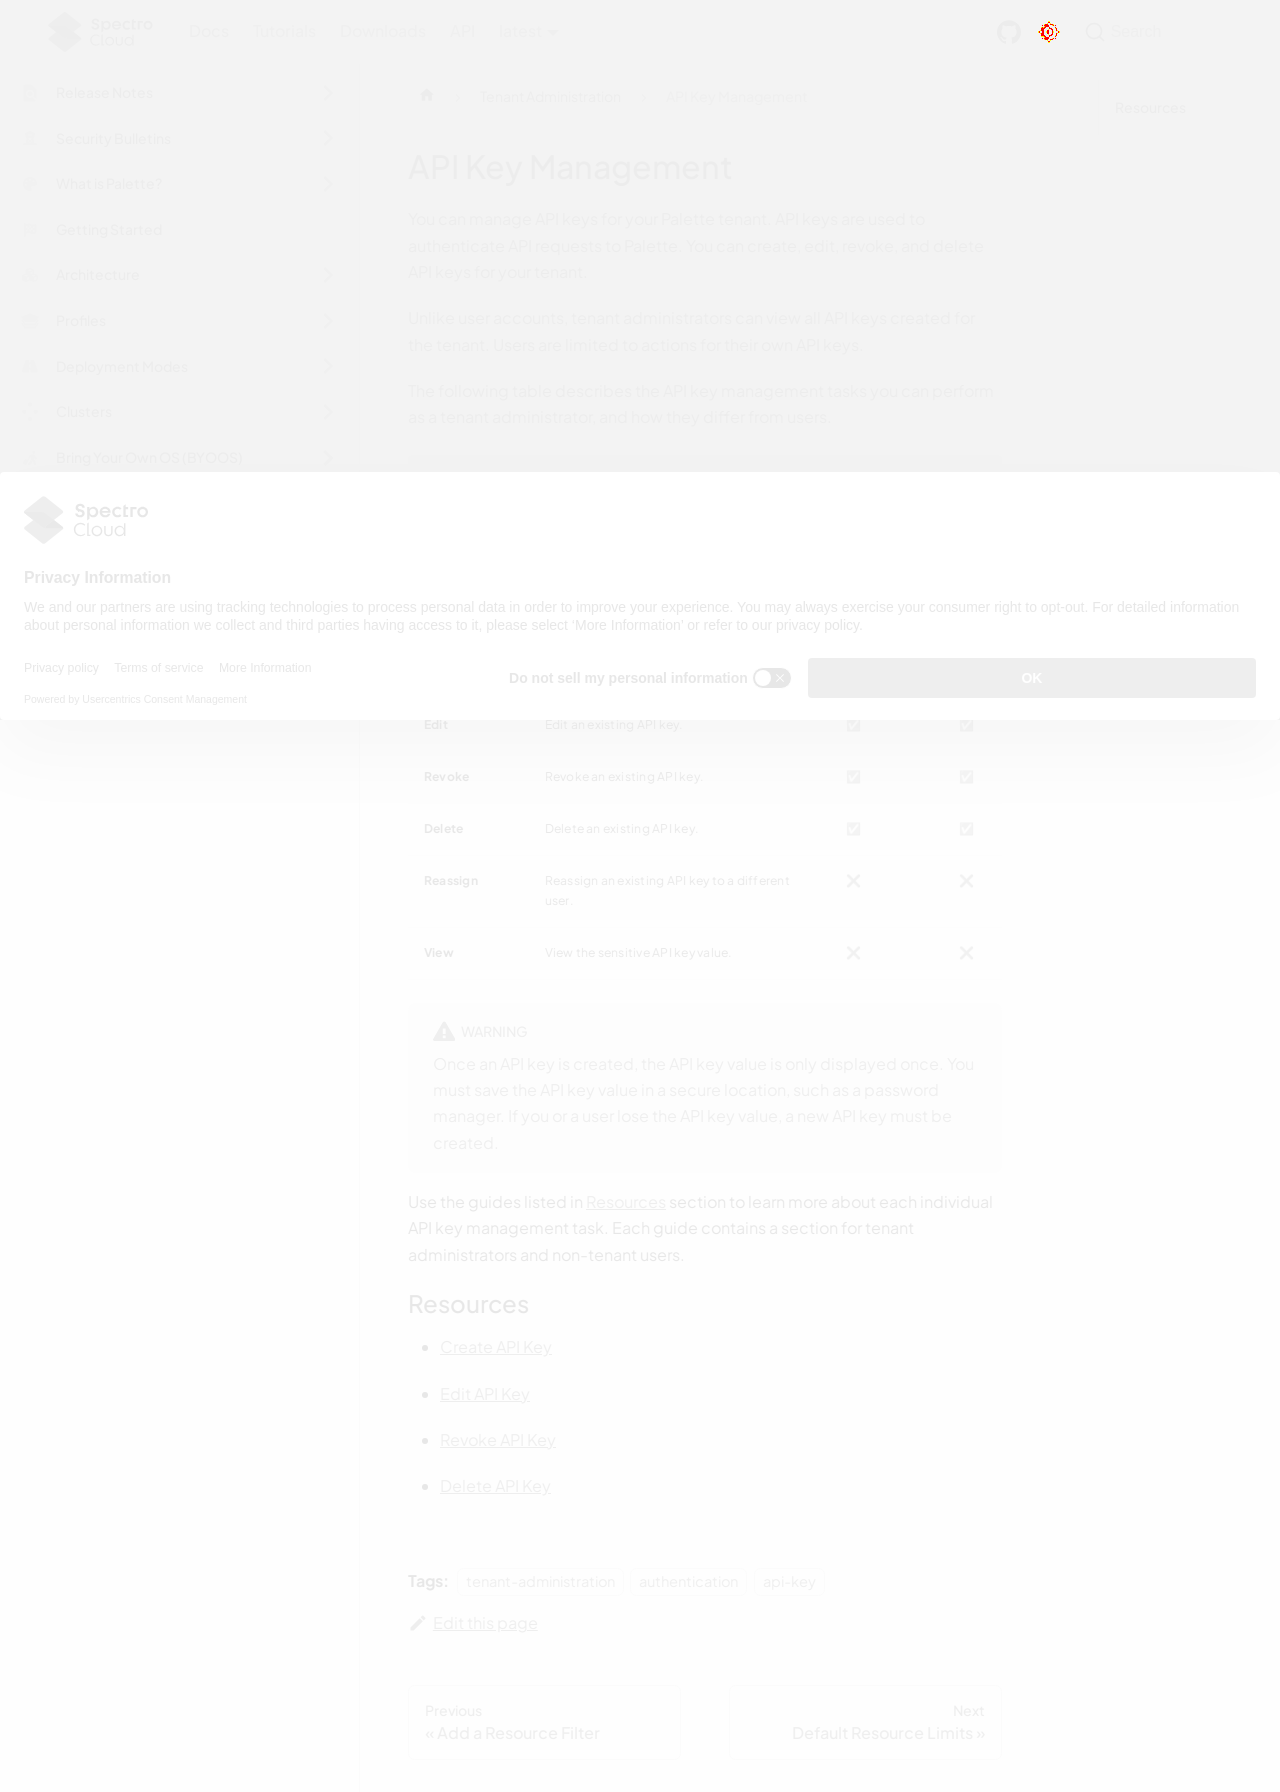 Spectro
Cloud
Docs Tutorials Downloads API latest Search
Release Notes
Security Bulletins
What is Palette?
Getting Started
Architecture
Profiles
Deployment Modes
Clusters
Bring Your Own OS (BYOOS)
Tenant Administration API Key Management
Resources
API Key Management
You can manage API keys for your Palette tenant. API keys are used to
authenticate API requests to Palette. You can create, edit, revoke, and delete
API keys for your tenant.
Unlike user accounts, tenant administrators can view all API keys created for
the tenant. Users are limited to actions for their own API keys.
The following table describes the API key management tasks you can perform
as a tenant administrator, and how they differ from users.
Spectro
Cloud
Privacy Information
We and our partners are using tracking technologies to process personal data in order to improve your experience. You may always exercise your consumer right to opt-out. For detailed information
about personal information we collect and third parties having access to it, please select 'More Information' or refer to our privacy policy.
Privacy policy Terms of service More Information
Powered by Usercentrics Consent Management
Do not sell my personal information
OK
Edit Edit an existing API key. ✅ ✅
Revoke Revoke an existing API key. ✅ ✅
Delete Delete an existing API key. ✅ ✅
Reassign Reassign an existing API key to a different ❌ ❌
user.
View View the sensitive API key value. ❌ ❌
WARNING
Once an API key is created, the API key value is only displayed once. You
must save the API key value in a secure location, such as a password
manager. If you or a user lose the API key value, a new API key must be
created.
Use the guides listed in Resources section to learn more about each individual
API key management task. Each guide contains a section for tenant
administrators and non-tenant users.
Resources
• Create API Key
• Edit API Key
• Revoke API Key
• Delete API Key
Tags: tenant-administration authentication api-key
Edit this page
Previous
« Add a Resource Filter
Next
Default Resource Limits »